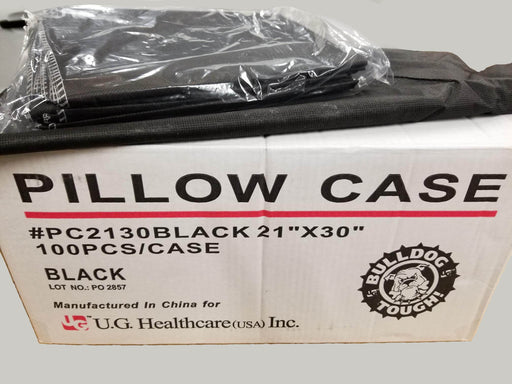 PILLOW CASE
#PC2130BLACK 21"X30"
100PCS/CASE
BLACK
LOT NO.: PO 2857
Manufactured In China for
UG™ U.G. Healthcare(USA) Inc.
BULLDOG TOUGH!